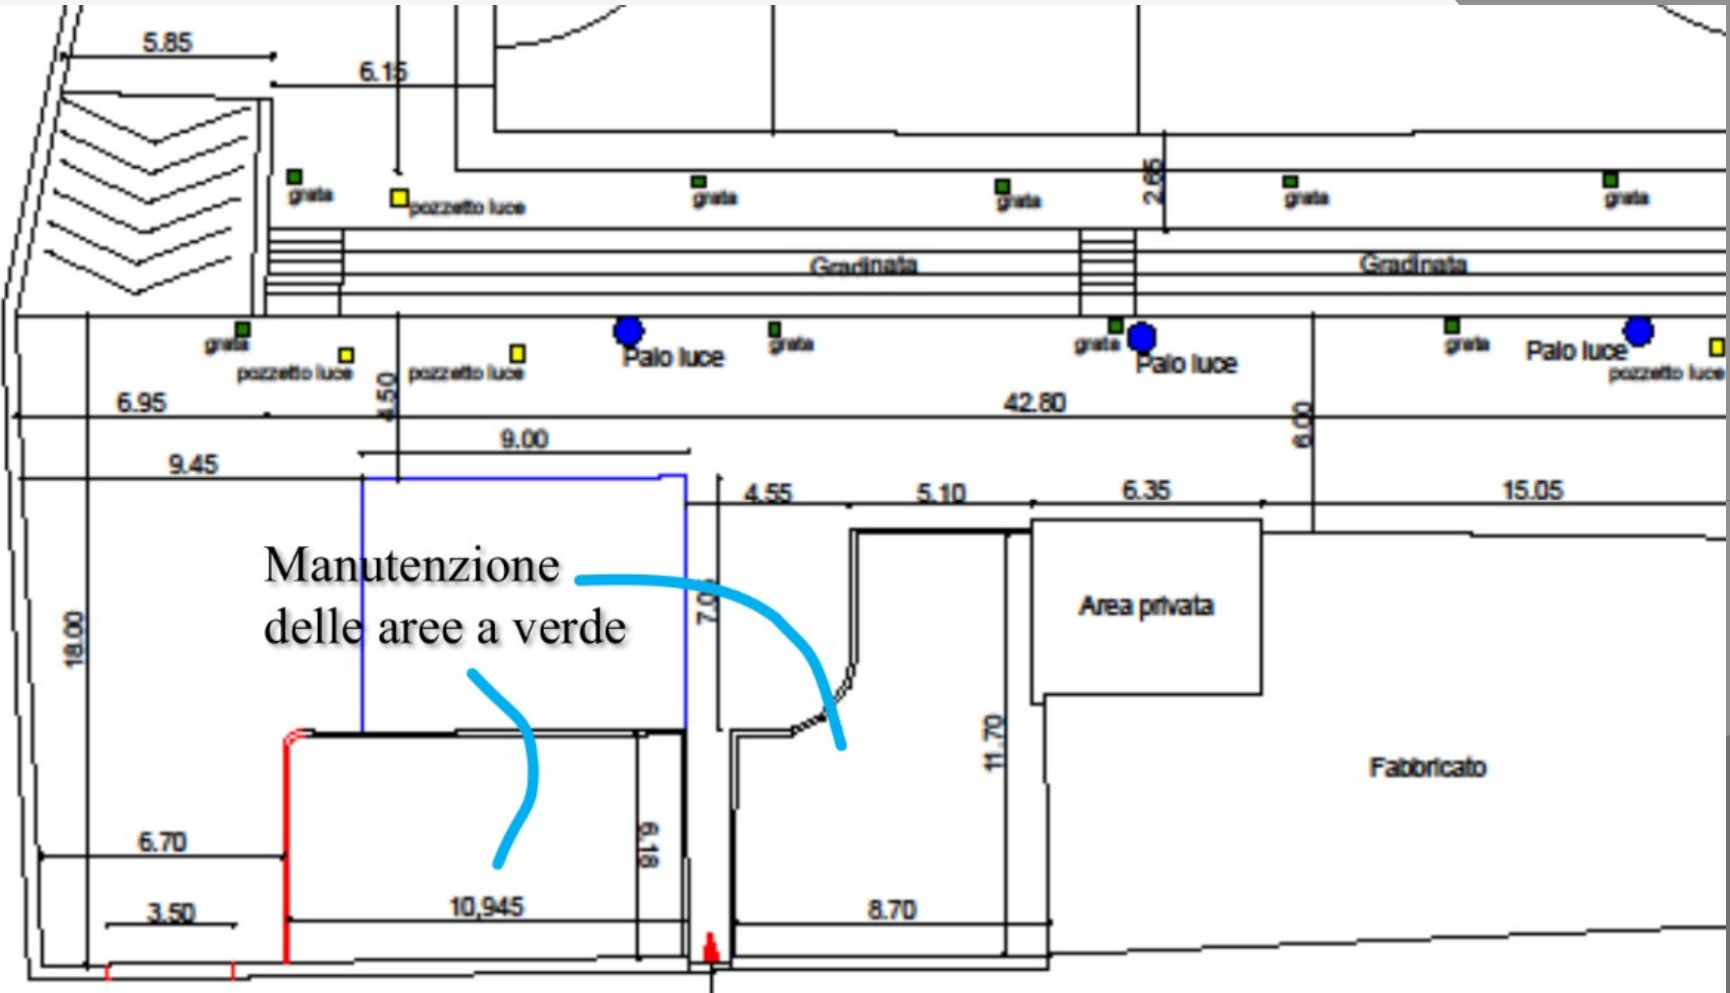 5.85
6.15
2.65
grata
pozzetto luce
grata
grata
grata
grata
Gradinata
Gradinata
grata
pozzetto luce
pozzetto luce
Palo luce
grata
grata
Palo luce
Palo luce
grata
pozzetto luce
6.95
4.50
42.80
6.00
9.00
9.45
4.55
5.10
6.35
15.05
Manutenzione
delle aree a verde
Area privata
18.00
11.70
Fabbricato
6.70
6.18
3.50
10,945
8.70